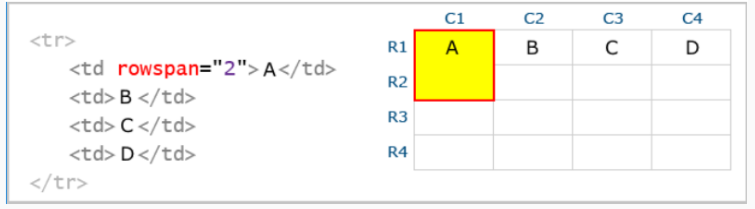 <tr>
<td rowspan="2"> A </td>
<td> B </td>
<td> C </td>
<td> D </td>
</tr>
C1 C2 C3 C4
R1 A B C D
R2
R3
R4